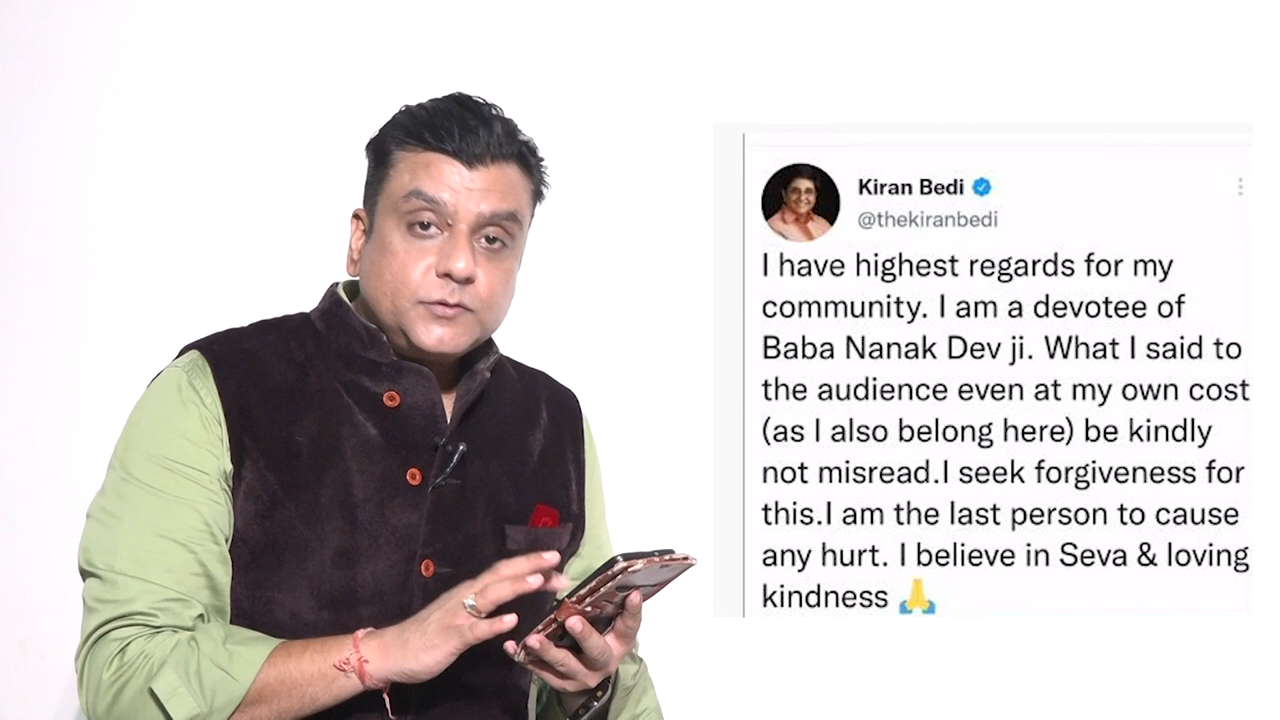 Kiran Bedi
@thekiranbedi
I have highest regards for my
community. I am a devotee of
Baba Nanak Dev ji. What I said to
the audience even at my own cost
(as I also belong here) be kindly
not misread.I seek forgiveness for
this.I am the last person to cause
any hurt. I believe in Seva & loving
kindness 🙏